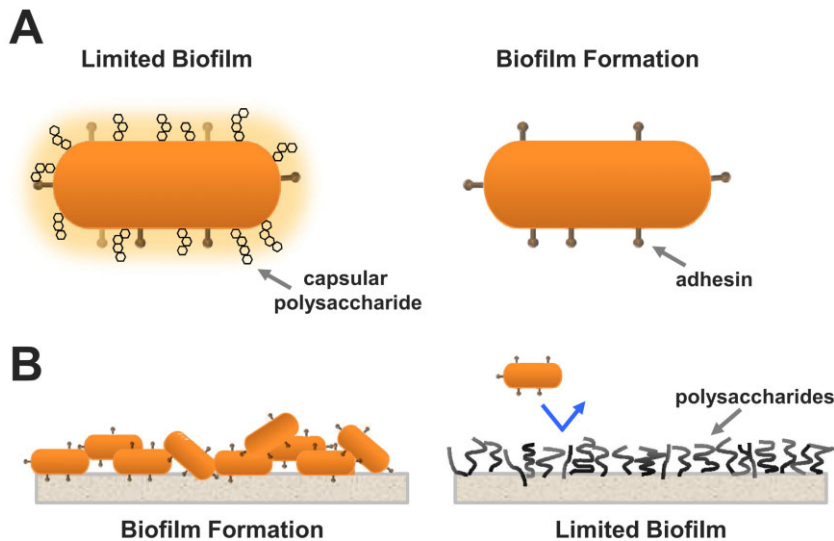 A
Limited Biofilm
Biofilm Formation
capsular
polysaccharide
adhesin
B
polysaccharides
Biofilm Formation
Limited Biofilm